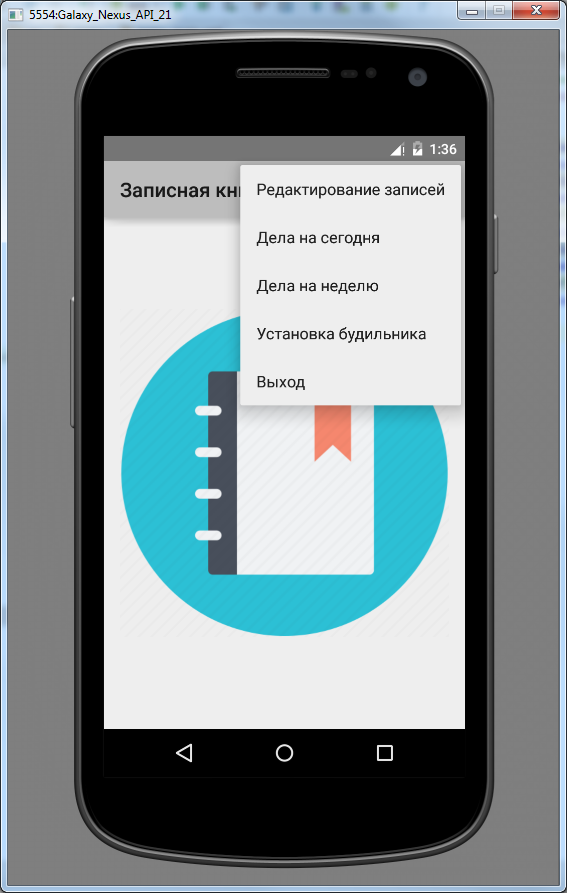 5554:Galaxy_Nexus_API_21
1:36
Записная кн
Редактирование записей
Дела на сегодня
Дела на неделю
Установка будильника
Выход